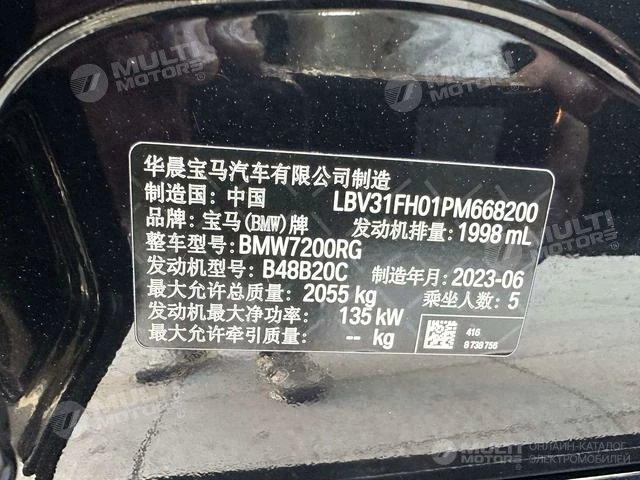 MULTI
MOTORS
MULTI
MOTORS
华晨宝马汽车有限公司制造
制造国: 中国 LBV31FH01PM668200
品牌: 宝马(BMW)牌 发动机排量: 1998 mL
整车型号: BMW7200RG
发动机型号: B48B20C 制造年月: 2023-06
最大允许总质量: 2055 kg 乘坐人数: 5
发动机最大净功率: 135 kW
最大允许牵引质量: -- kg
416
8738756
MULTI
MOTORS
MULTI
MOTORS
ОНЛАЙН-КАТАЛОГ
ЭЛЕКТРОМОБИЛЕЙ